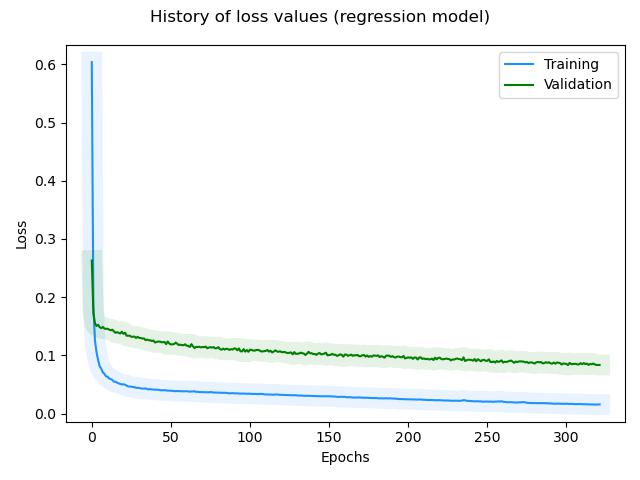 History of loss values (regression model)
Training
Validation
Loss
0.6
0.5
0.4
0.3
0.2
0.1
0.0
0 50 100 150 200 250 300
Epochs